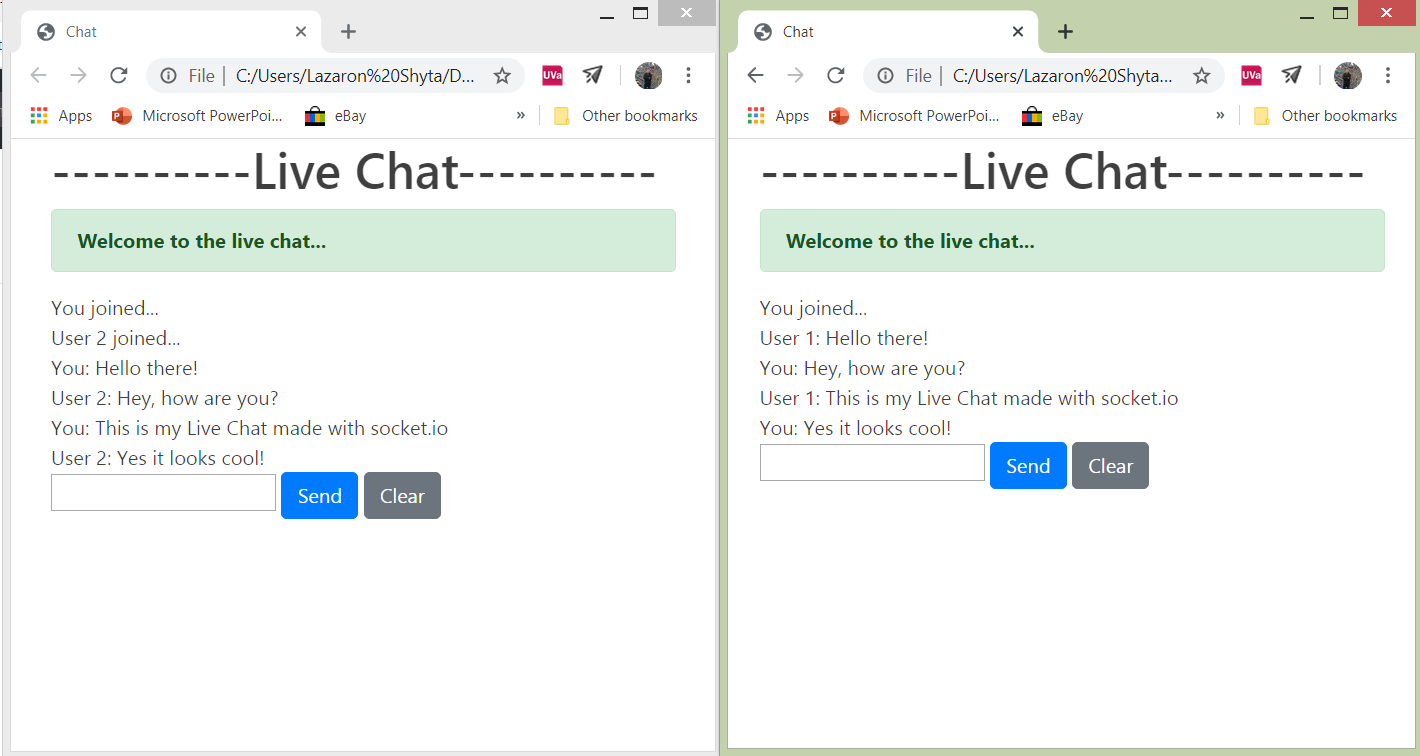 Chat
File | C:/Users/Lazaron%20Shyta/D...
UVa
Apps Microsoft PowerPoi... eBay » Other bookmarks
----------Live Chat----------
Welcome to the live chat...
You joined...
User 2 joined...
You: Hello there!
User 2: Hey, how are you?
You: This is my Live Chat made with socket.io
User 2: Yes it looks cool!
Send Clear
Chat
File | C:/Users/Lazaron%20Shyta...
UVa
Apps Microsoft PowerPoi... eBay » Other bookmarks
----------Live Chat----------
Welcome to the live chat...
You joined...
User 1: Hello there!
You: Hey, how are you?
User 1: This is my Live Chat made with socket.io
You: Yes it looks cool!
Send Clear